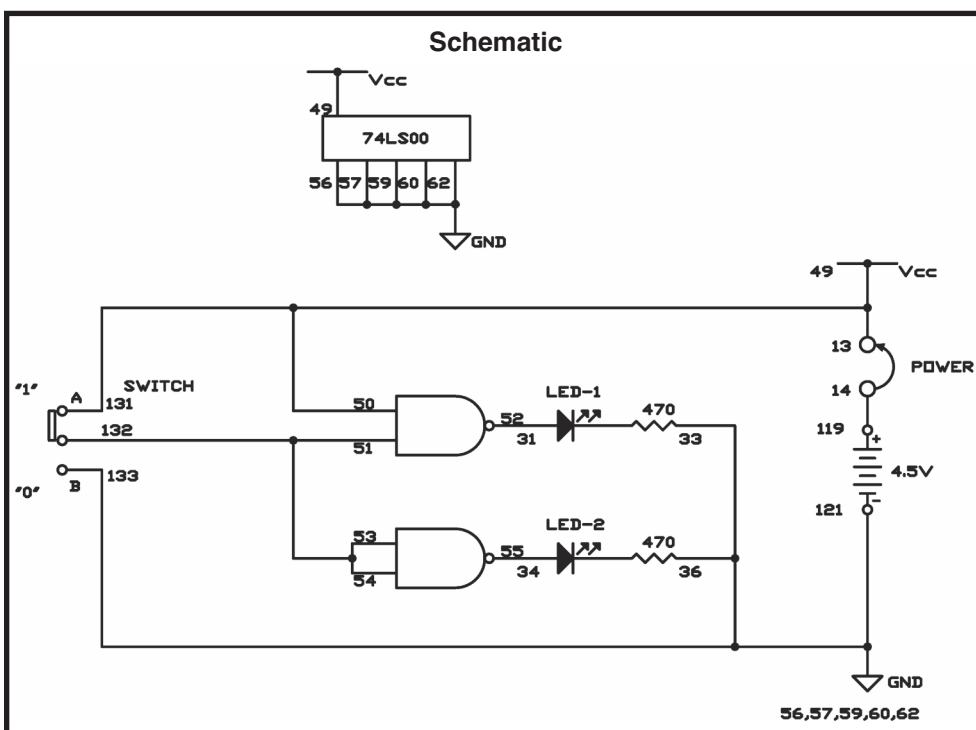 Schematic
Vcc
49
74LS00
56 57 59 60 62
GND
49 Vcc
13
POWER
14
"1" A SWITCH
131
132
"0" B 133
50
51
52
31
LED-1
470
33
119
+
4.5V
-
121
53
54
55
34
LED-2
470
36
GND
56,57,59,60,62